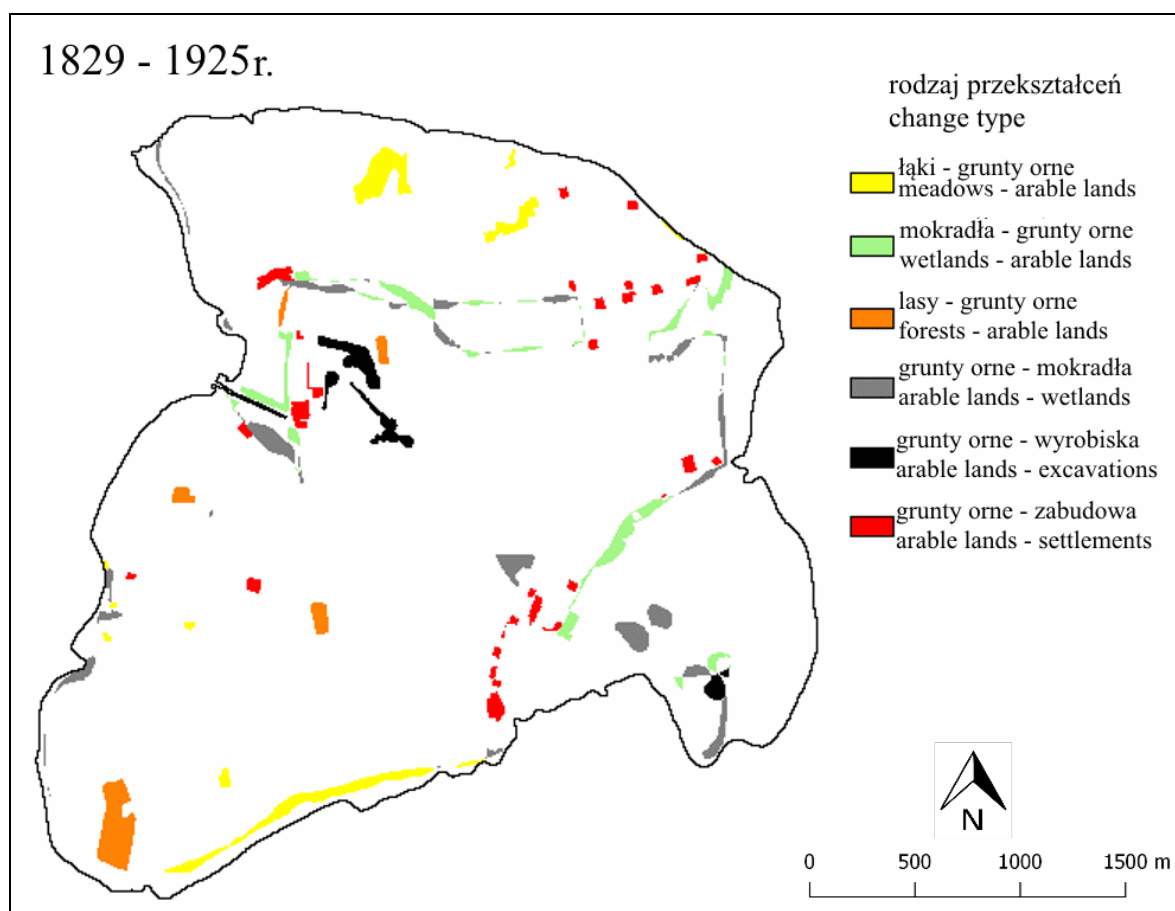 1829 - 1925r.
rodzaj przekształceń
change type
łąki - grunty orne
meadows - arable lands
mokradła - grunty orne
wetlands - arable lands
lasy - grunty orne
forests - arable lands
grunty orne - mokradła
arable lands - wetlands
grunty orne - wyrobiska
arable lands - excavations
grunty orne - zabudowa
arable lands - settlements
N
0 500 1000 1500 m